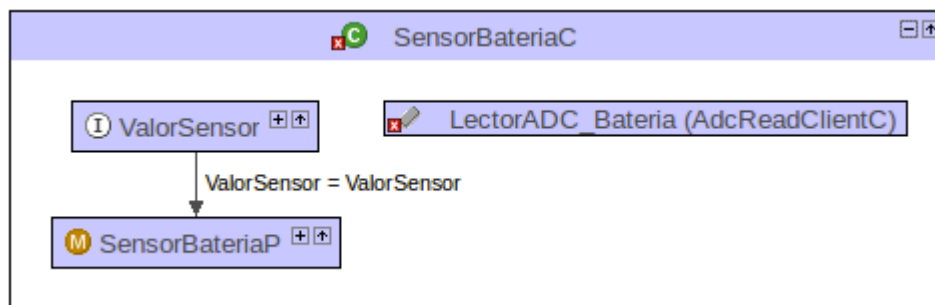 C SensorBateriaC
I ValorSensor
LectorADC_Bateria (AdcReadClientC)
ValorSensor = ValorSensor
M SensorBateriaP